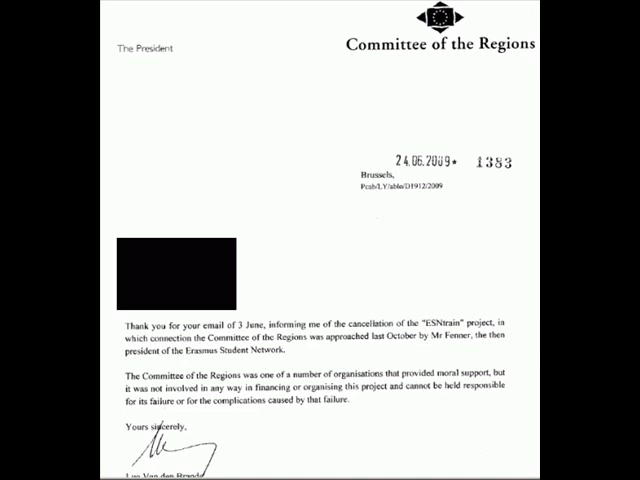 The President
Committee of the Regions
24.06.2009* 1383
Brussels,
Pcab/LY/able/D1912/2009
Thank you for your email of 3 June, informing me of the cancellation of the "ESNtrain" project, in
which connection the Committee of the Regions was approached last October by Mr Fenner, the then
president of the Erasmus Student Network.
The Committee of the Regions was one of a number of organisations that provided moral support, but
it was not involved in any way in financing or organising this project and cannot be held responsible
for its failure or for the complications caused by that failure.
Yours sincerely,
Luc Van den Brande